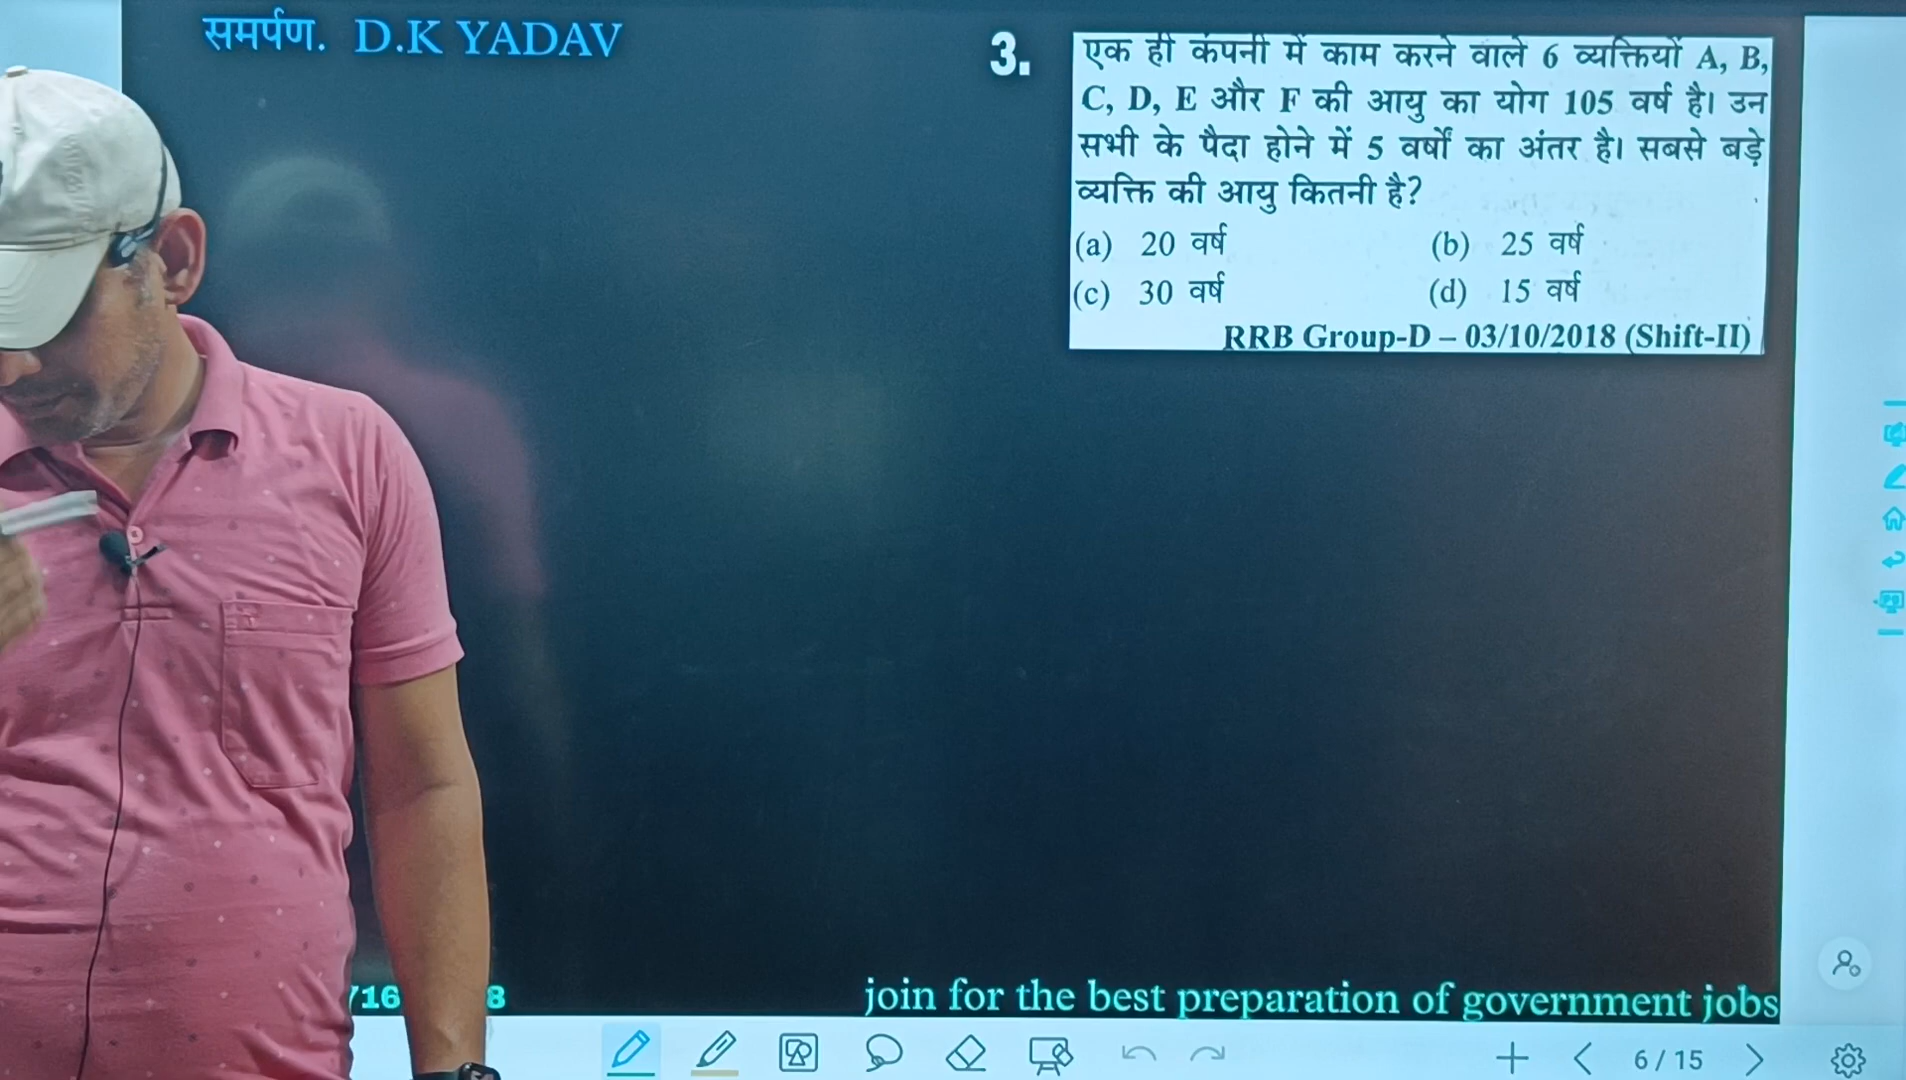 समर्पण. D.K YADAV
3. एक ही कंपनी में काम करने वाले 6 व्यक्तियों A, B,
C, D, E और F की आयु का योग 105 वर्ष है। उन
सभी के पैदा होने में 5 वर्षों का अंतर है। सबसे बड़े
व्यक्ति की आयु कितनी है?
(a) 20 वर्ष (b) 25 वर्ष
(c) 30 वर्ष (d) 15 वर्ष
RRB Group-D – 03/10/2018 (Shift-II)
716 8
join for the best preparation of government jobs
6 / 15